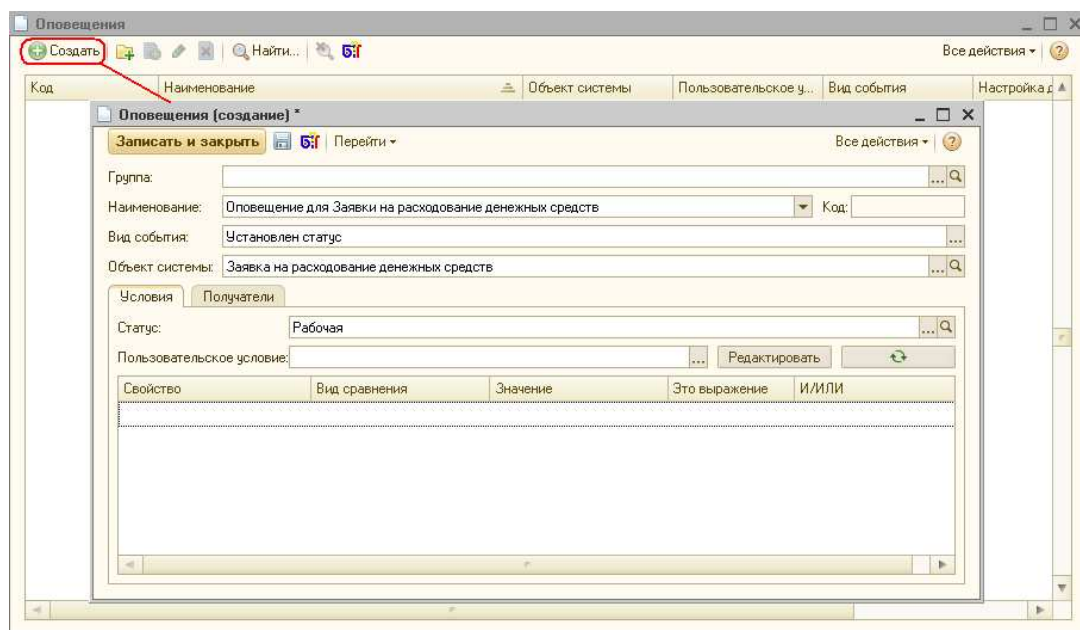 Оповещения
Создать Найти... Все действия
Код Наименование Объект системы Пользовательское у... Вид события Настройка д
Оповещения (создание) *
Записать и закрыть Перейти Все действия
Группа:
Наименование: Оповещение для Заявки на расходование денежных средств Код:
Вид события: Установлен статус
Объект системы: Заявка на расходование денежных средств
Условия Получатели
Статус: Рабочая
Пользовательское условие: Редактировать
Свойство Вид сравнения Значение Это выражение И/ИЛИ